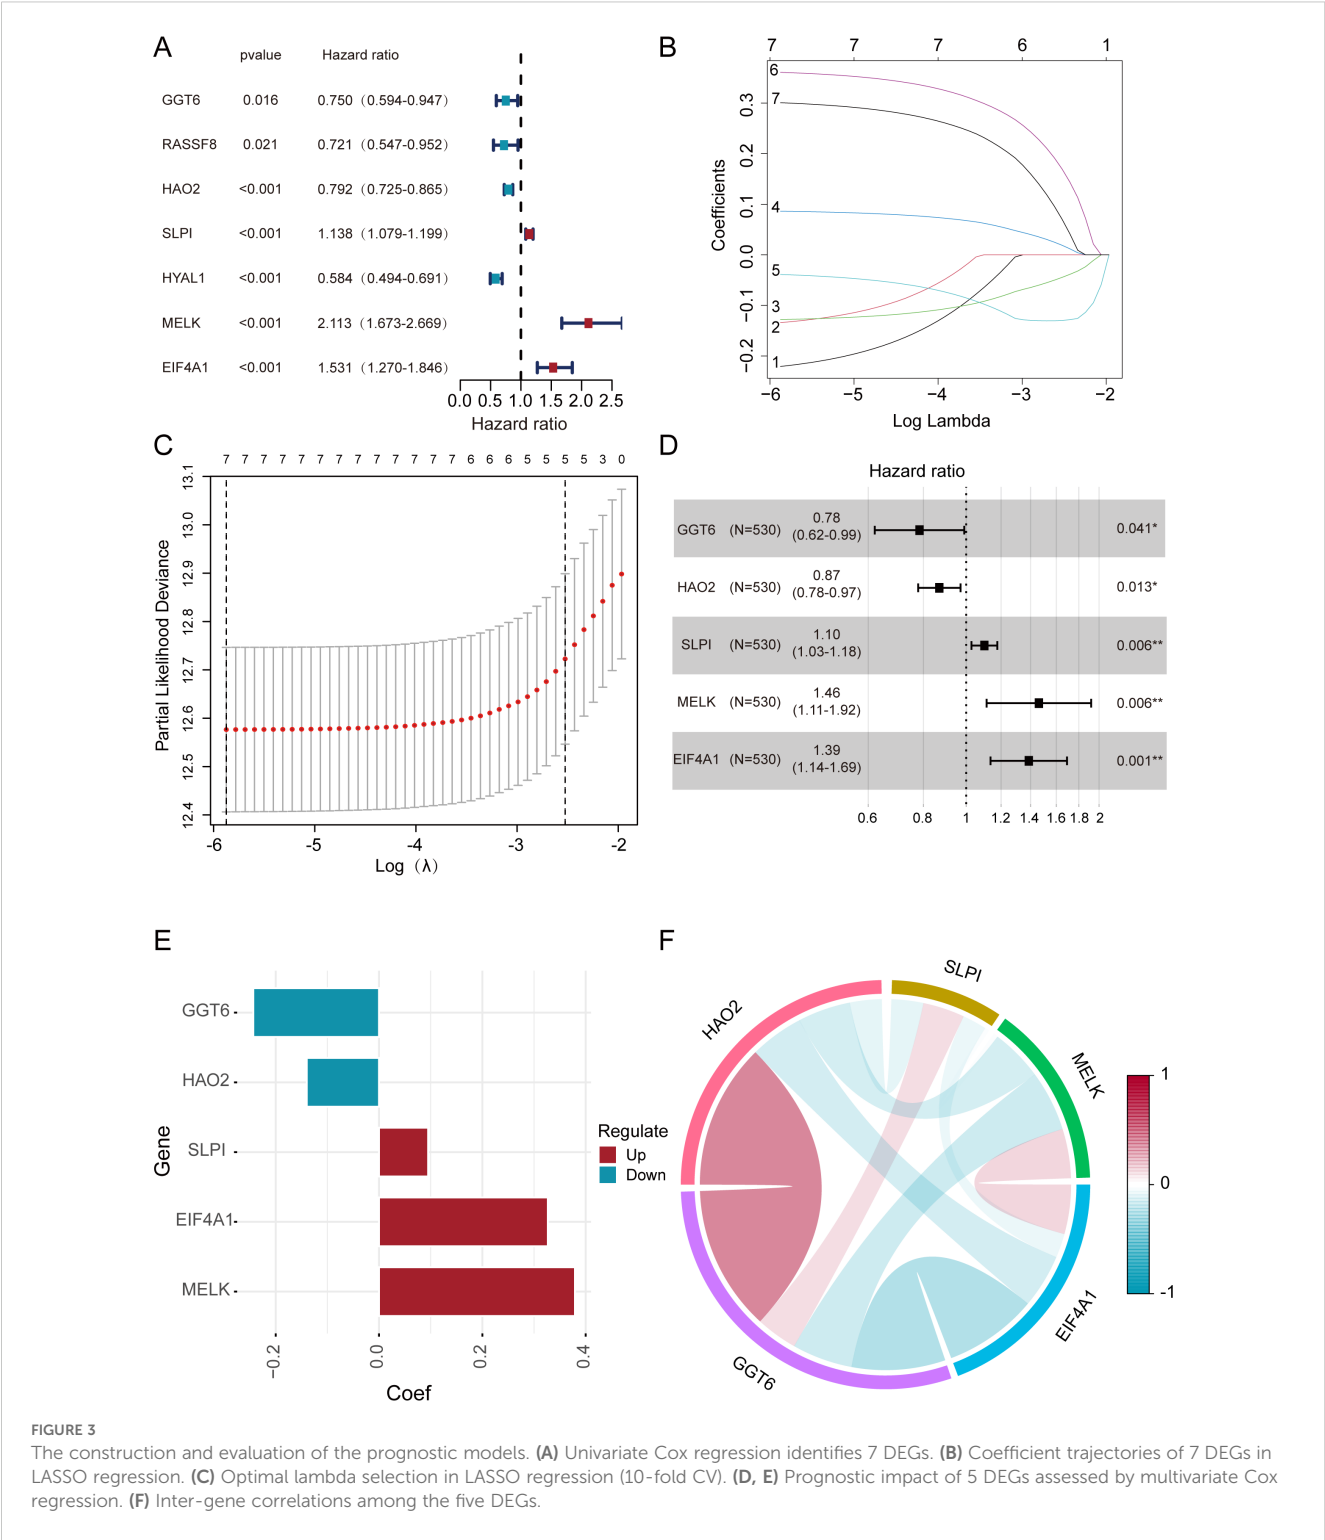 A
pvalue Hazard ratio
GGT6 0.016 0.750（0.594-0.947）
RASSF8 0.021 0.721（0.547-0.952）
HAO2 <0.001 0.792（0.725-0.865）
SLPI <0.001 1.138（1.079-1.199）
HYAL1 <0.001 0.584（0.494-0.691）
MELK <0.001 2.113（1.673-2.669）
EIF4A1 <0.001 1.531（1.270-1.846）
0.0 0.5 1.0 1.5 2.0 2.5
Hazard ratio
B
7 7 7 6 1
Coefficients
0.3
0.2
0.1
0.0
−0.1
−0.2
6
7
4
5
3
2
1
−6 −5 −4 −3 −2
Log Lambda
C
7 7 7 7 7 7 7 7 7 7 7 7 7 6 6 6 5 5 5 5 3 0
Partial Likelihood Deviance
13.1
13.0
12.9
12.8
12.7
12.6
12.5
12.4
-6 -5 -4 -3 -2
Log（λ）
D
Hazard ratio
GGT6 (N=530) 0.78 (0.62-0.99) 0.041*
HAO2 (N=530) 0.87 (0.78-0.97) 0.013*
SLPI (N=530) 1.10 (1.03-1.18) 0.006**
MELK (N=530) 1.46 (1.11-1.92) 0.006**
EIF4A1 (N=530) 1.39 (1.14-1.69) 0.001**
0.6 0.8 1 1.2 1.4 1.6 1.8 2
E
Gene
GGT6
HAO2
SLPI
EIF4A1
MELK
−0.2 0.0 0.2 0.4
Coef
Regulate
Up
Down
F
SLPI
HAO2
MELK
EIF4A1
GGT6
1
0
-1
FIGURE 3
The construction and evaluation of the prognostic models. (A) Univariate Cox regression identifies 7 DEGs. (B) Coefficient trajectories of 7 DEGs in
LASSO regression. (C) Optimal lambda selection in LASSO regression (10-fold CV). (D, E) Prognostic impact of 5 DEGs assessed by multivariate Cox
regression. (F) Inter-gene correlations among the five DEGs.